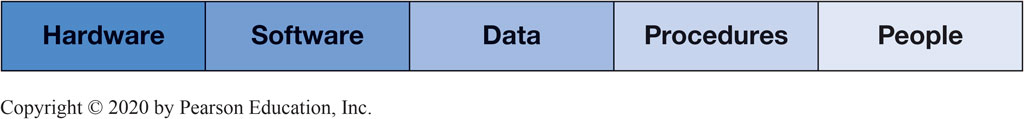 Hardware Software Data Procedures People
Copyright © 2020 by Pearson Education, Inc.